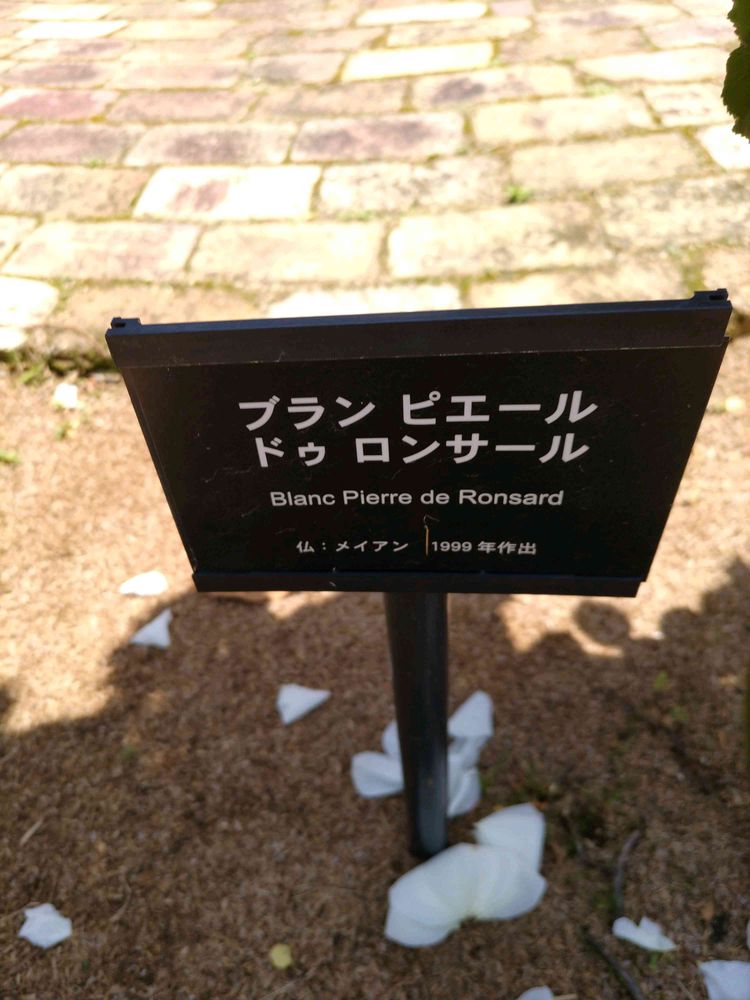 ブラン ピエール
ドゥ ロンサール
Blanc Pierre de Ronsard
仏：メイアン 1999 年作出